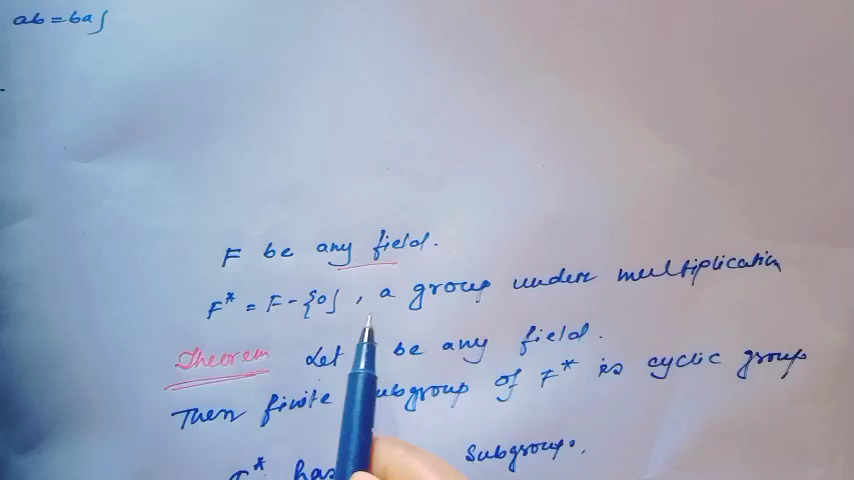 ab = ba}
F be any field.
F* = F - {0}, a group under multiplication
Theorem Let be any field.
Then finite subgroup of F* is cyclic group
has Subgroup.